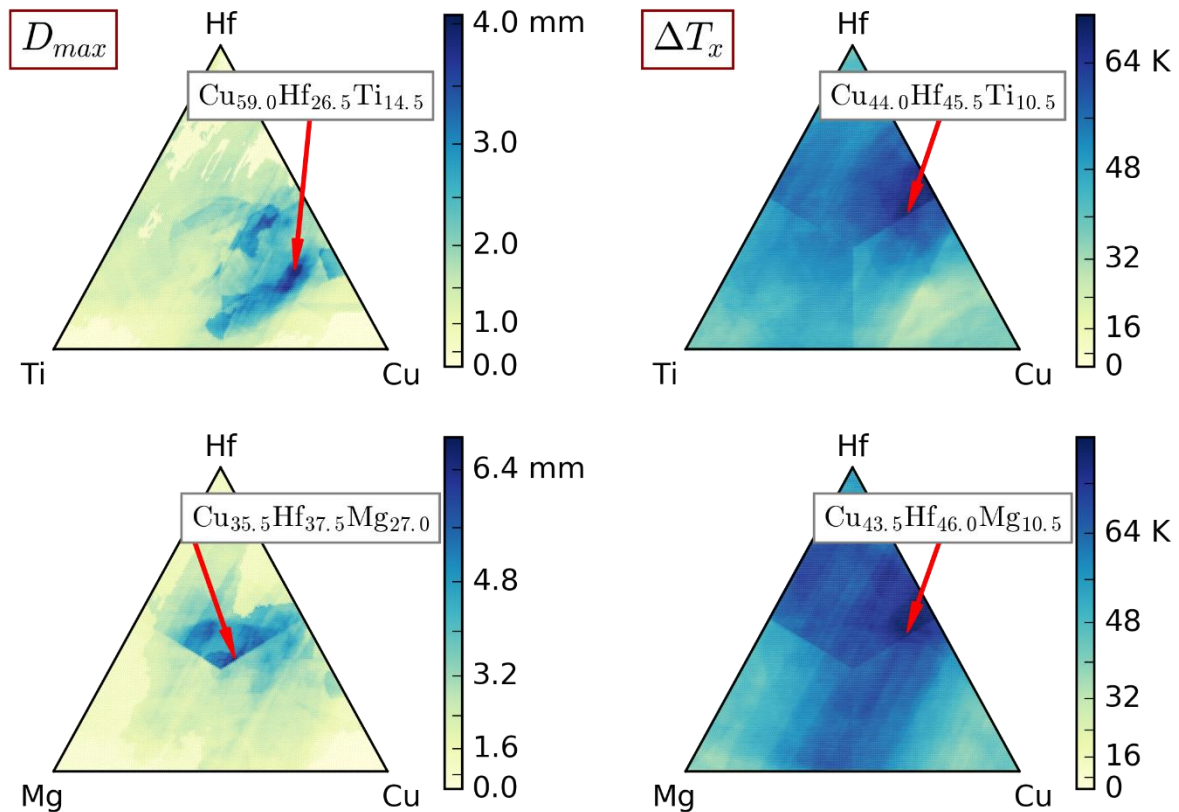 D_max
Hf
Cu59.0Hf26.5Ti14.5
Ti
Cu
4.0 mm
3.0
2.0
1.0
0.0
ΔT_x
Hf
Cu44.0Hf45.5Ti10.5
Ti
Cu
64 K
48
32
16
0
Hf
Cu35.5Hf37.5Mg27.0
Mg
Cu
6.4 mm
4.8
3.2
1.6
0.0
Hf
Cu43.5Hf46.0Mg10.5
Mg
Cu
64 K
48
32
16
0